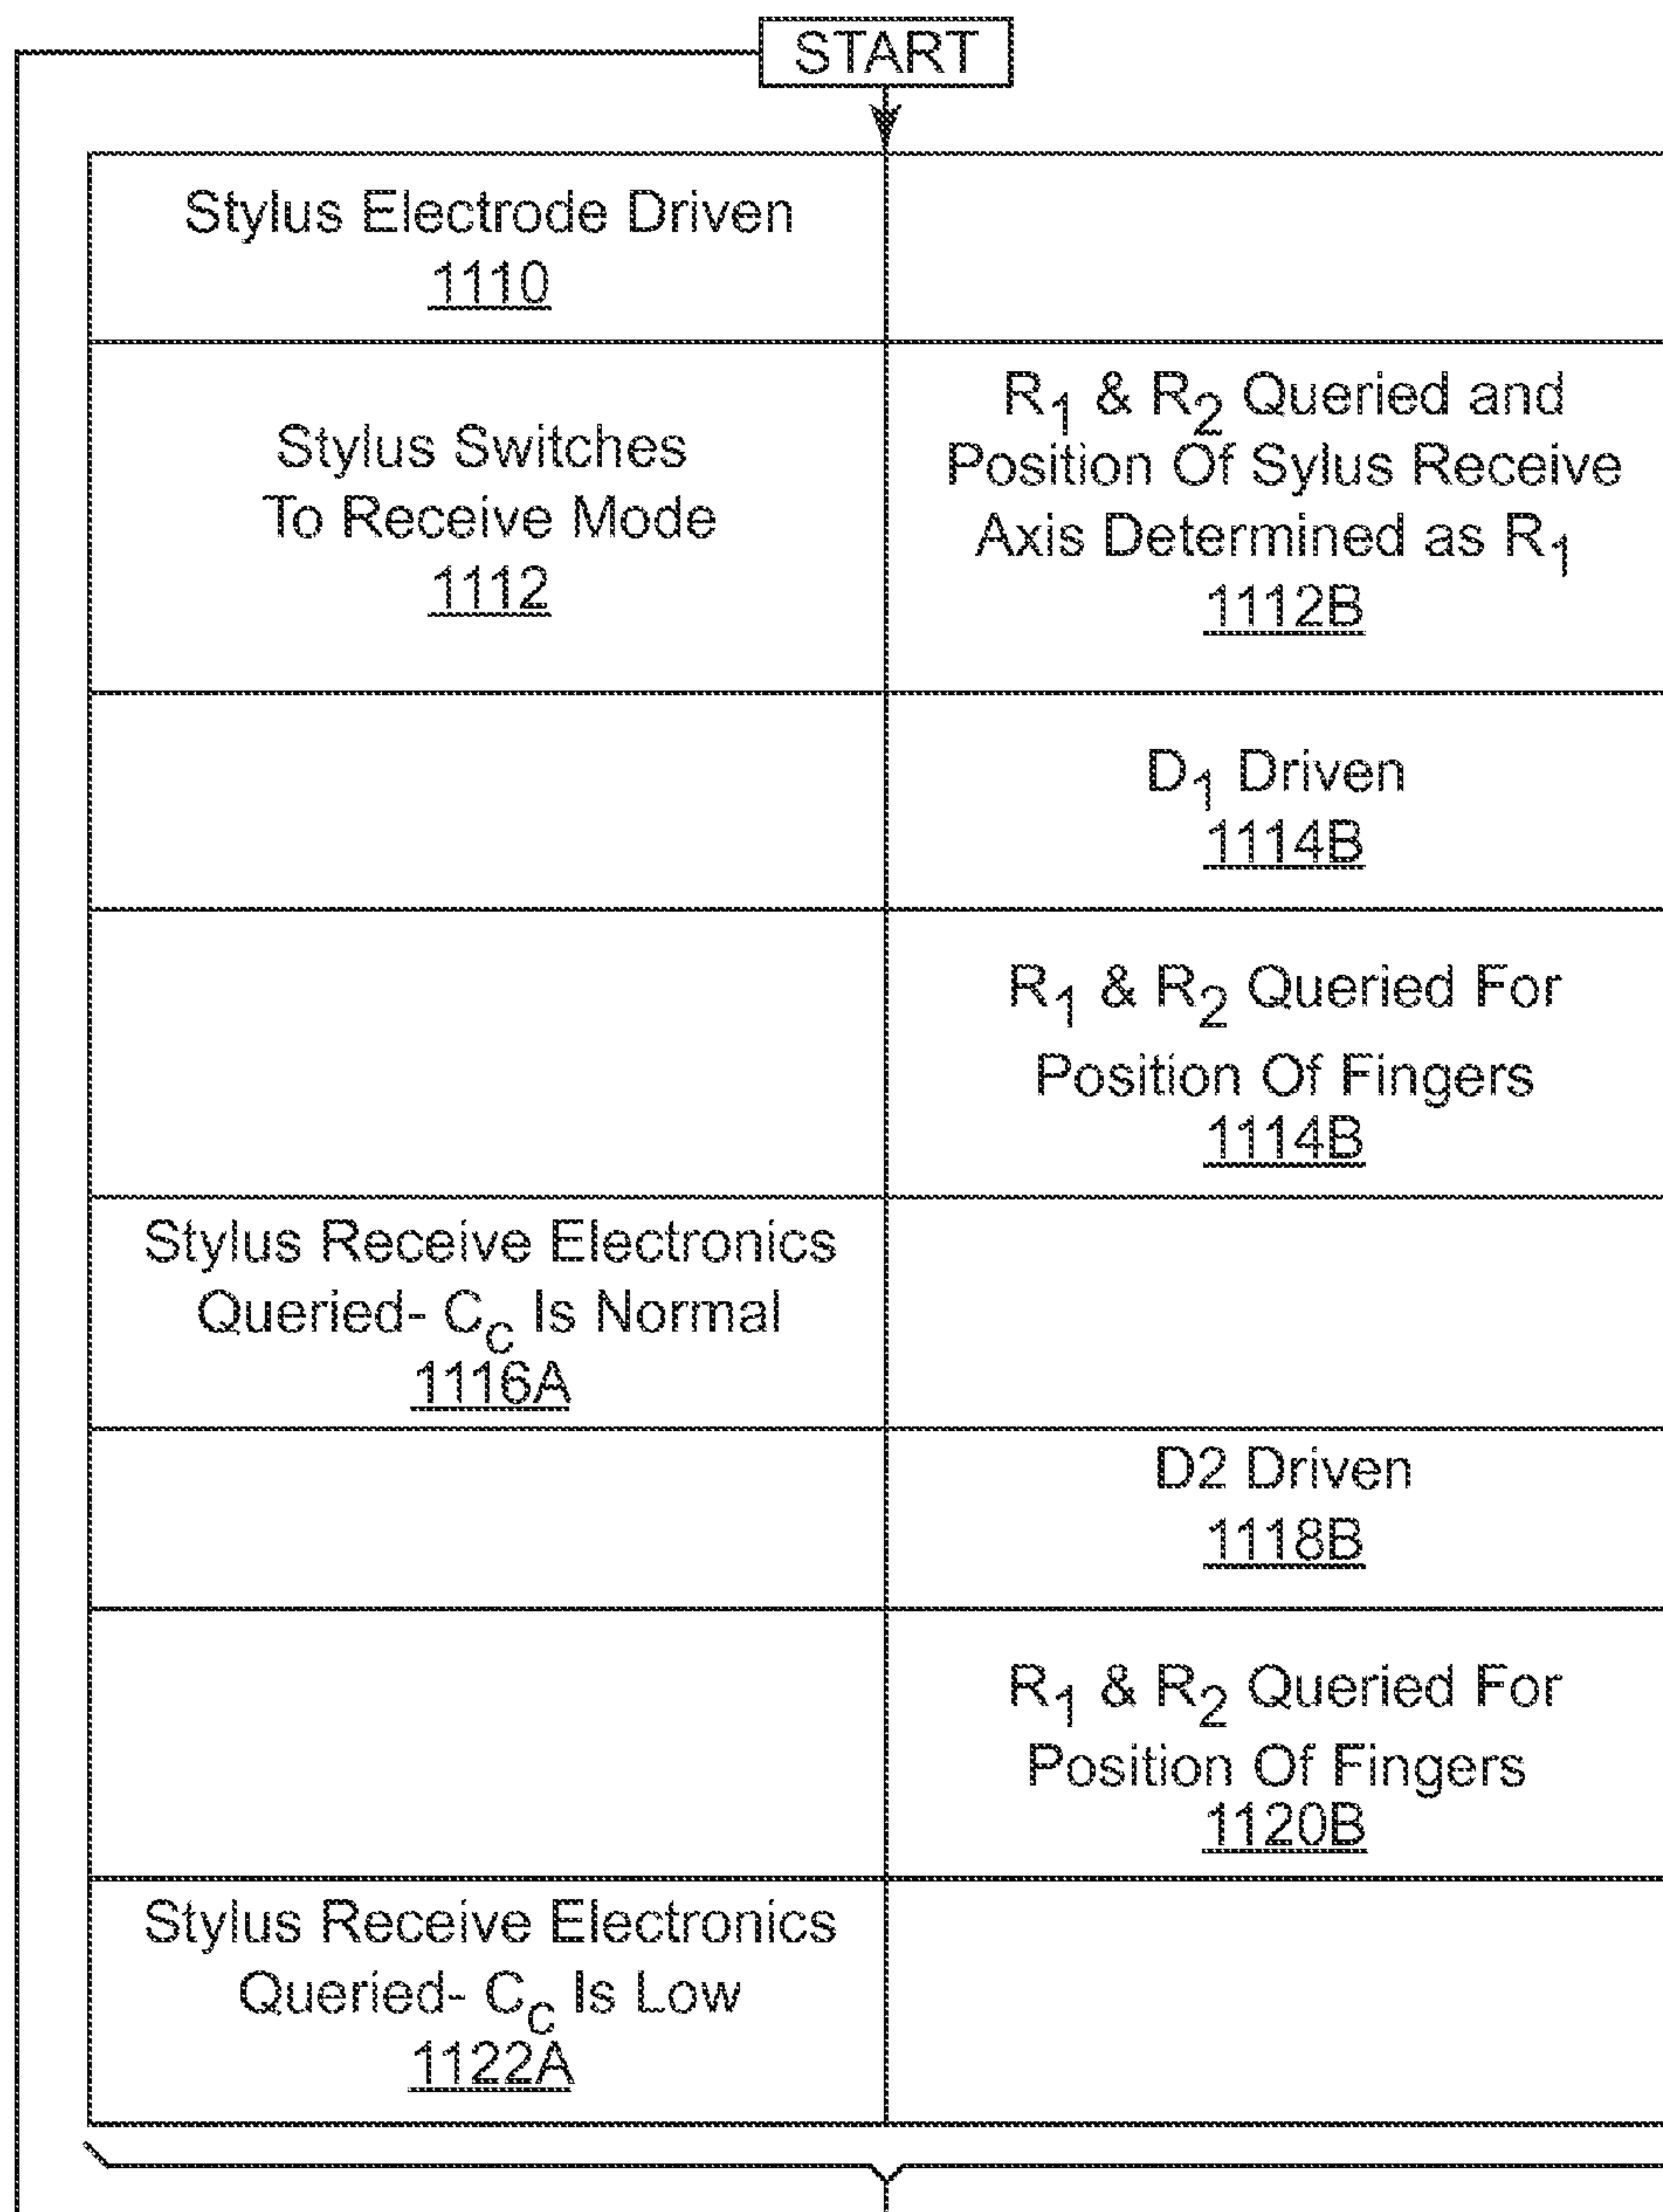 START
Stylus Electrode Driven
1110
Stylus Switches
To Receive Mode
1112
R1 & R2 Queried and
Position Of Sylus Receive
Axis Determined as R1
1112B
D1 Driven
1114B
R1 & R2 Queried For
Position Of Fingers
1114B
Stylus Receive Electronics
Queried- CC Is Normal
1116A
D2 Driven
1118B
R1 & R2 Queried For
Position Of Fingers
1120B
Stylus Receive Electronics
Queried- CC Is Low
1122A